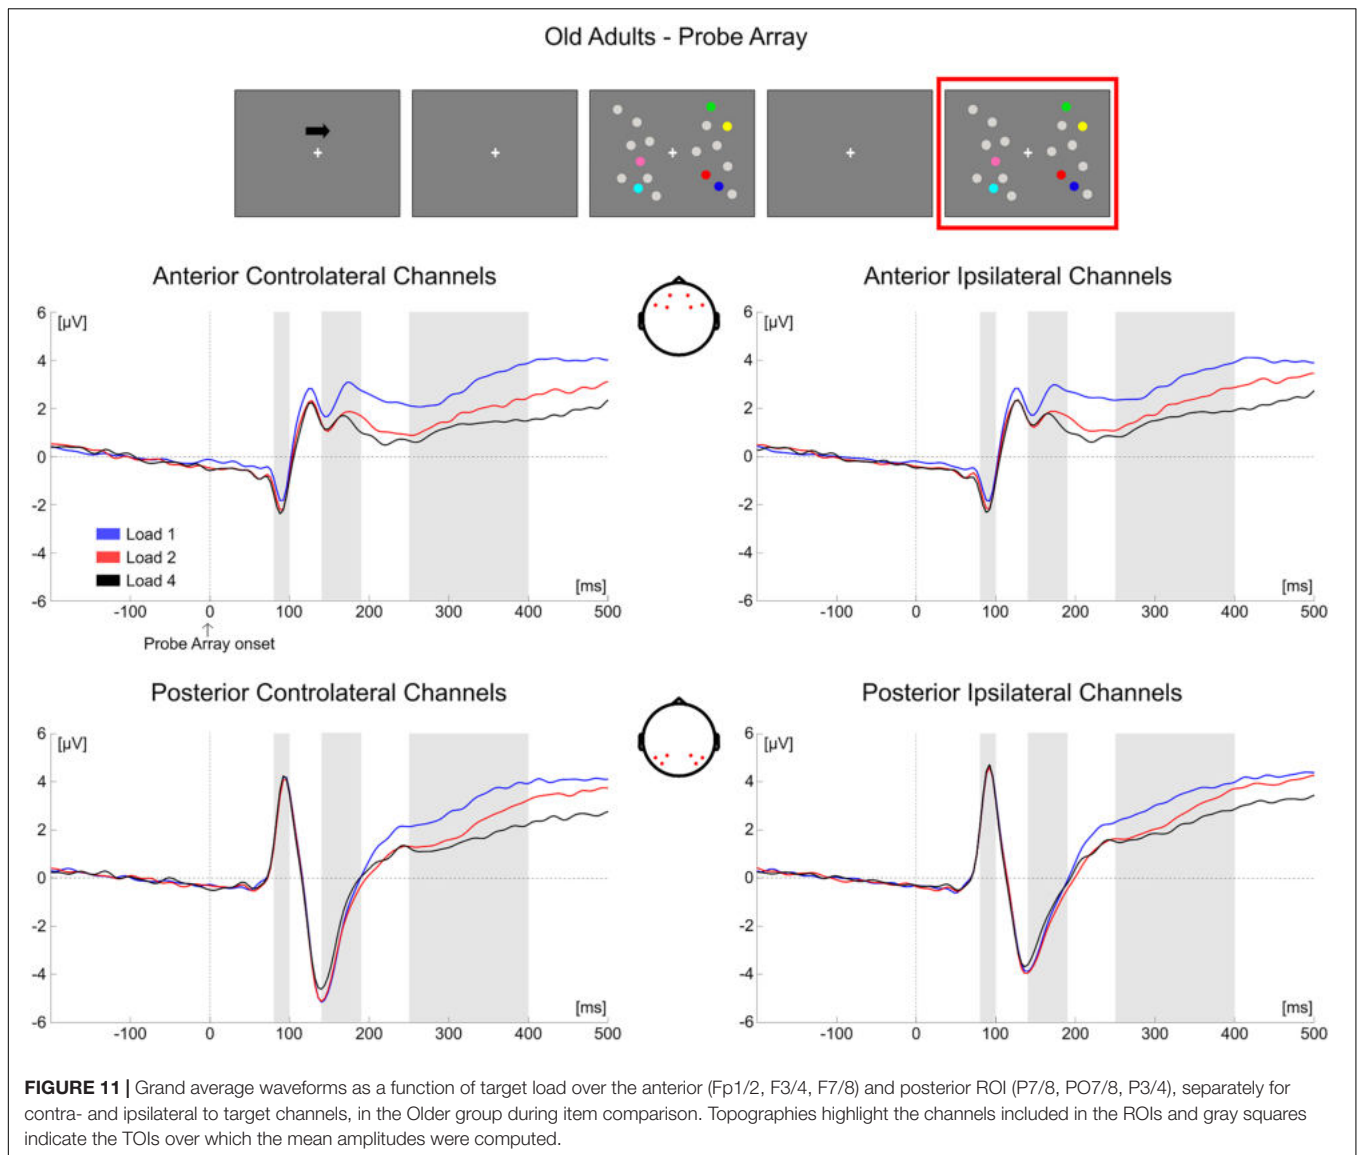 Old Adults - Probe Array
Anterior Controlateral Channels
6
[µV]
4
2
0
-2
-4
-6
Load 1
Load 2
Load 4
[ms]
-100
0
100
200
300
400
500
↑
Probe Array onset
Anterior Ipsilateral Channels
6
[µV]
4
2
0
-2
-4
-6
[ms]
-100
0
100
200
300
400
500
Posterior Controlateral Channels
6
[µV]
4
2
0
-2
-4
-6
[ms]
-100
0
100
200
300
400
500
Posterior Ipsilateral Channels
6
[µV]
4
2
0
-2
-4
-6
[ms]
-100
0
100
200
300
400
500
FIGURE 11 | Grand average waveforms as a function of target load over the anterior (Fp1/2, F3/4, F7/8) and posterior ROI (P7/8, PO7/8, P3/4), separately for
contra- and ipsilateral to target channels, in the Older group during item comparison. Topographies highlight the channels included in the ROIs and gray squares
indicate the TOIs over which the mean amplitudes were computed.